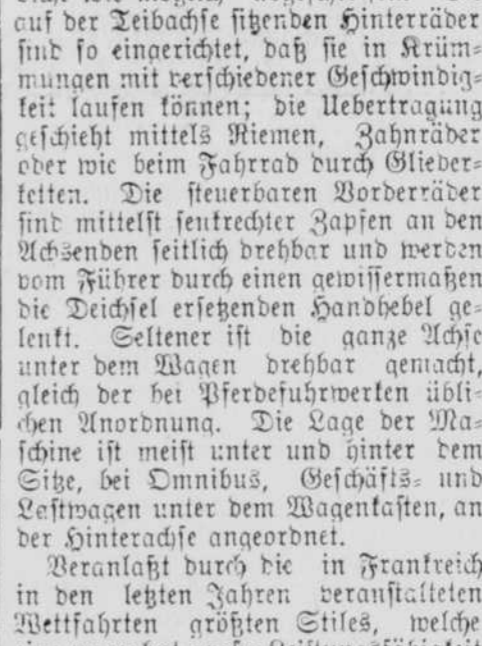 auf der Teibachse sitzenden Hinterräder
sind so eingerichtet, daß sie in Krüm-
mungen mit verschiedener Geschwindig-
keit laufen können; die Uebertragung
geschieht mittels Riemen, Zahnräder
oder wie beim Fahrrad durch Glieder-
ketten. Die steuerbaren Vorderräder
sind mittelst senkrechter Zapfen an den
Achsenden seitlich drehbar und werden
vom Führer durch einen gewissermaßen
die Deichsel ersetzenden Handhebel ge-
lenkt. Seltener ist die ganze Achse
unter dem Wagen drehbar gemacht,
gleich der bei Pferdefuhrwerken übli-
chen Anordnung. Die Lage der Ma-
schine ist meist unter und hinter dem
Sitze, bei Omnibus, Geschäfts- und
Lastwagen unter dem Wagenkasten, an
der Hinterachse angeordnet.
Veranlaßt durch die in Frankreich
in den letzten Jahren veranstalteten
Wettfahrten größten Stiles, welche